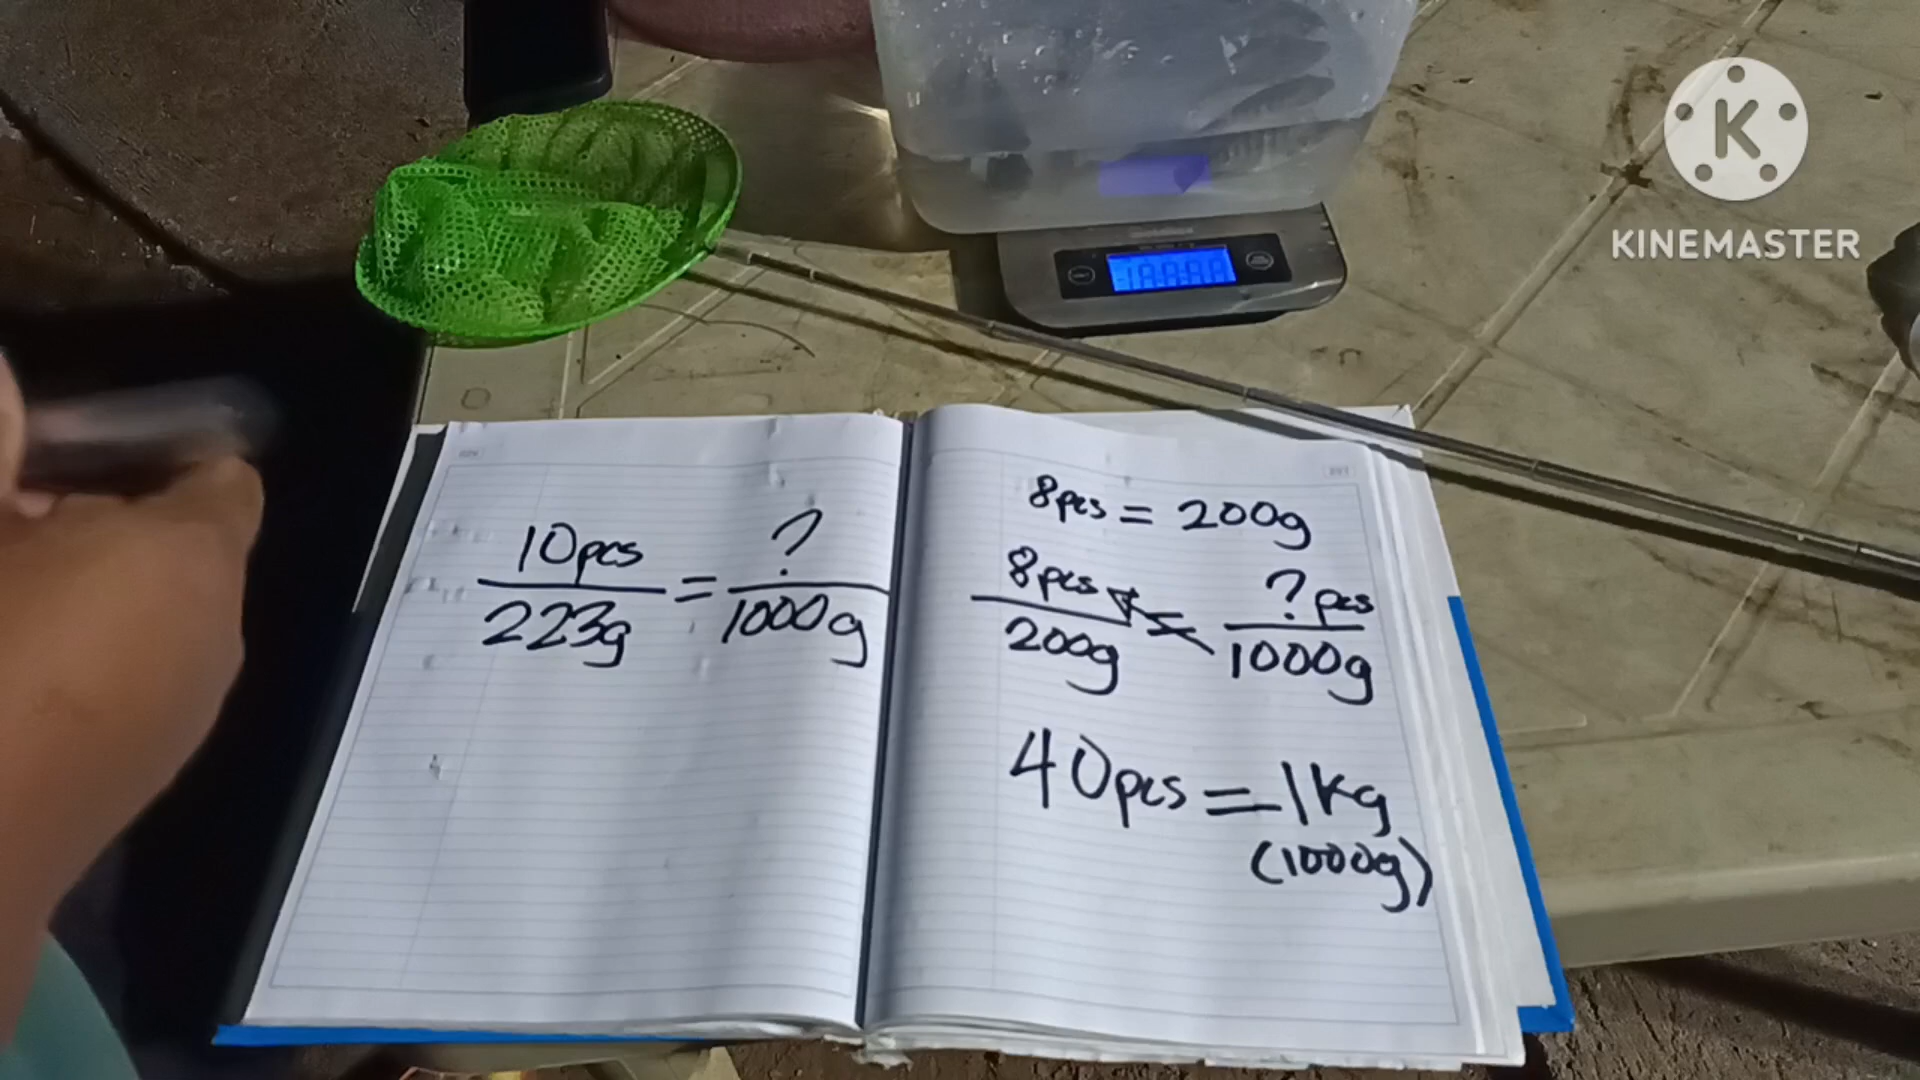 K
KINEMASTER
10pcs = ?
223g 1000g
8pcs = 200g
8pcs = ? pcs
200g 1000g
40pcs = 1kg
(1000g)